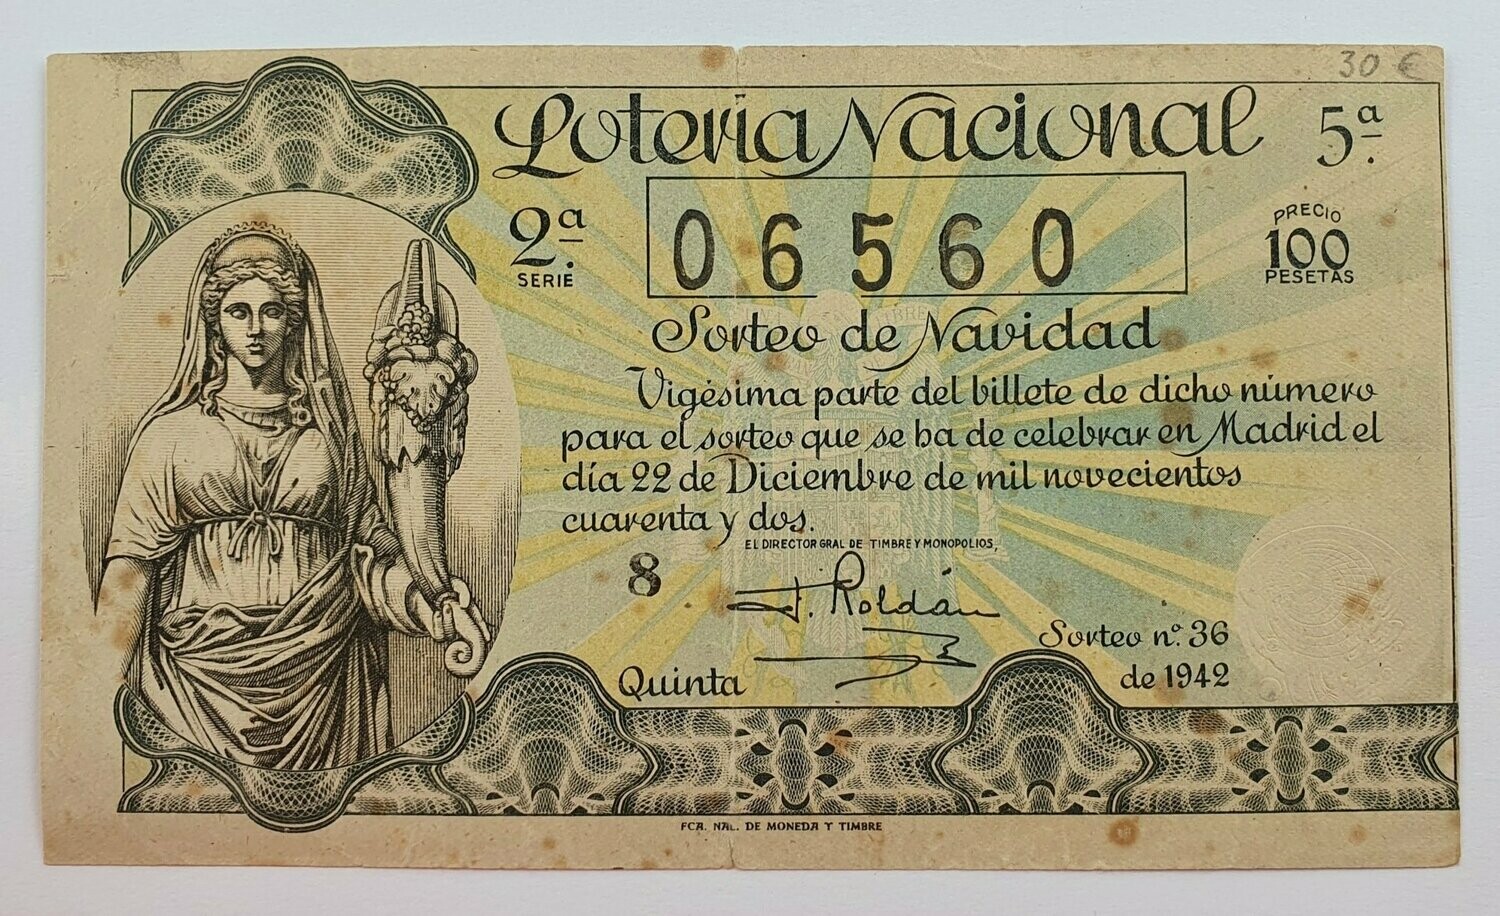 30 €
Lotería Nacional
5ª
2ª
SERIE
06560
PRECIO
100
PESETAS
Sorteo de Navidad
Vigésima parte del billete de dicho número
para el sorteo que se ha de celebrar en Madrid el
día 22 de Diciembre de mil novecientos
cuarenta y dos.
EL DIRECTOR GRAL DE TIMBRE Y MONOPOLIOS,
8
F. Roldán
Quinta
Sorteo nº 36
de 1942
FCA. NAL. DE MONEDA Y TIMBRE